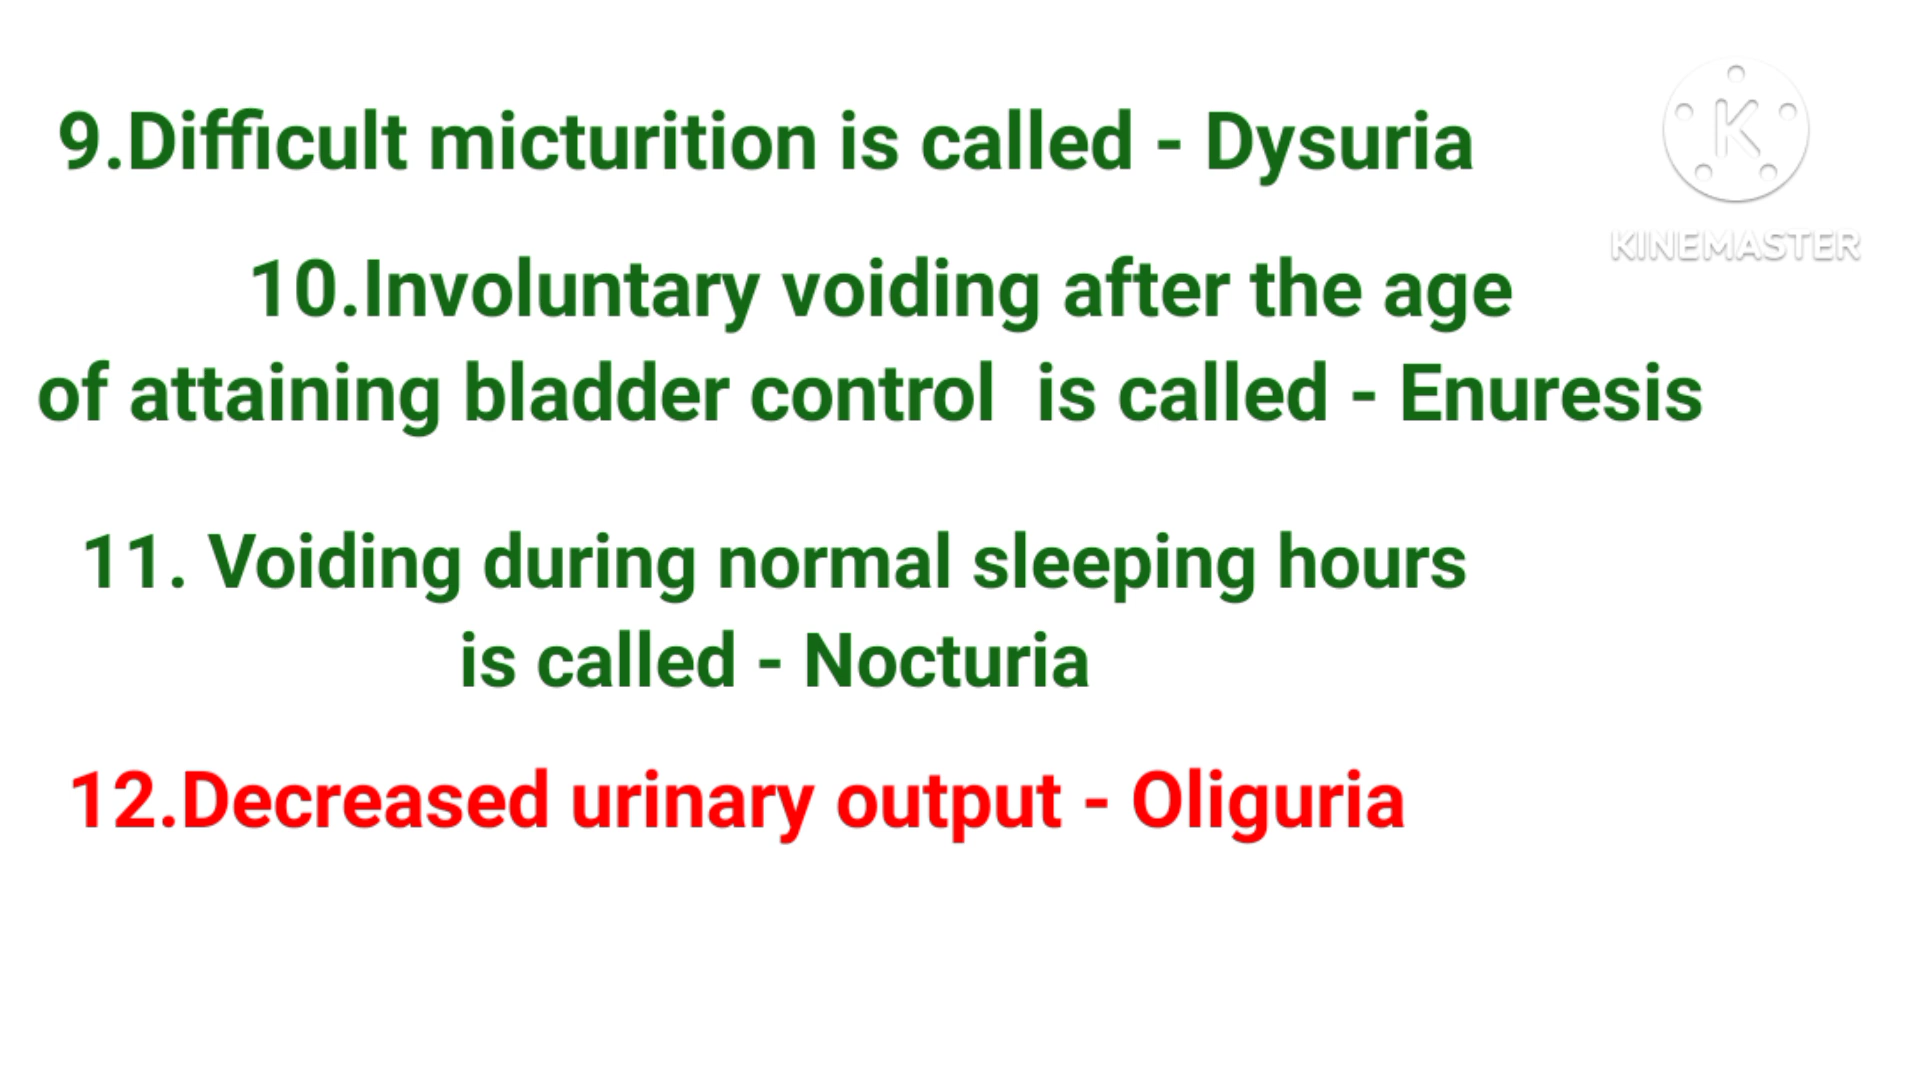 9.Difficult micturition is called - Dysuria
K
KINEMASTER
10.Involuntary voiding after the age
of attaining bladder control  is called - Enuresis
11. Voiding during normal sleeping hours
is called - Nocturia
12.Decreased urinary output - Oliguria